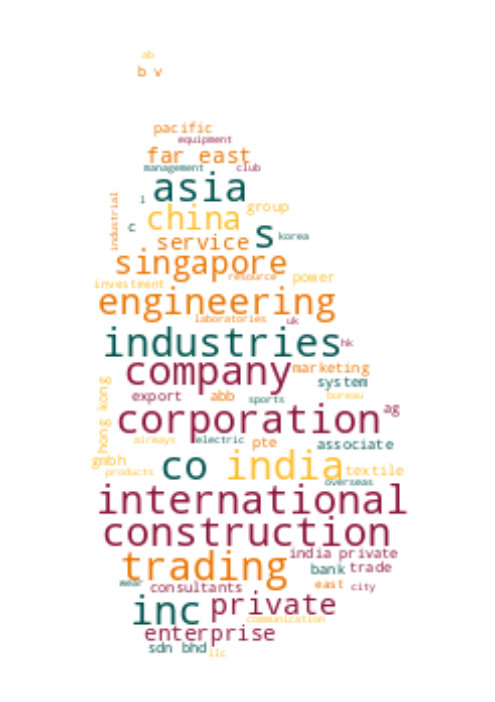 ab
b v
pacific
equipment
far east
management club
l asia
industrial
china group
c service s korea
singapore
resource power
investment
engineering
laboratories uk
industries hk
company marketing
system
hong kong
export abb sports bureau
corporation ag
airways electric pte associate
gmbh co india textile
products overseas
international
construction
trading india private
bank trade
wear consultants east city
inc private
communication
enterprise
sdn bhd llc